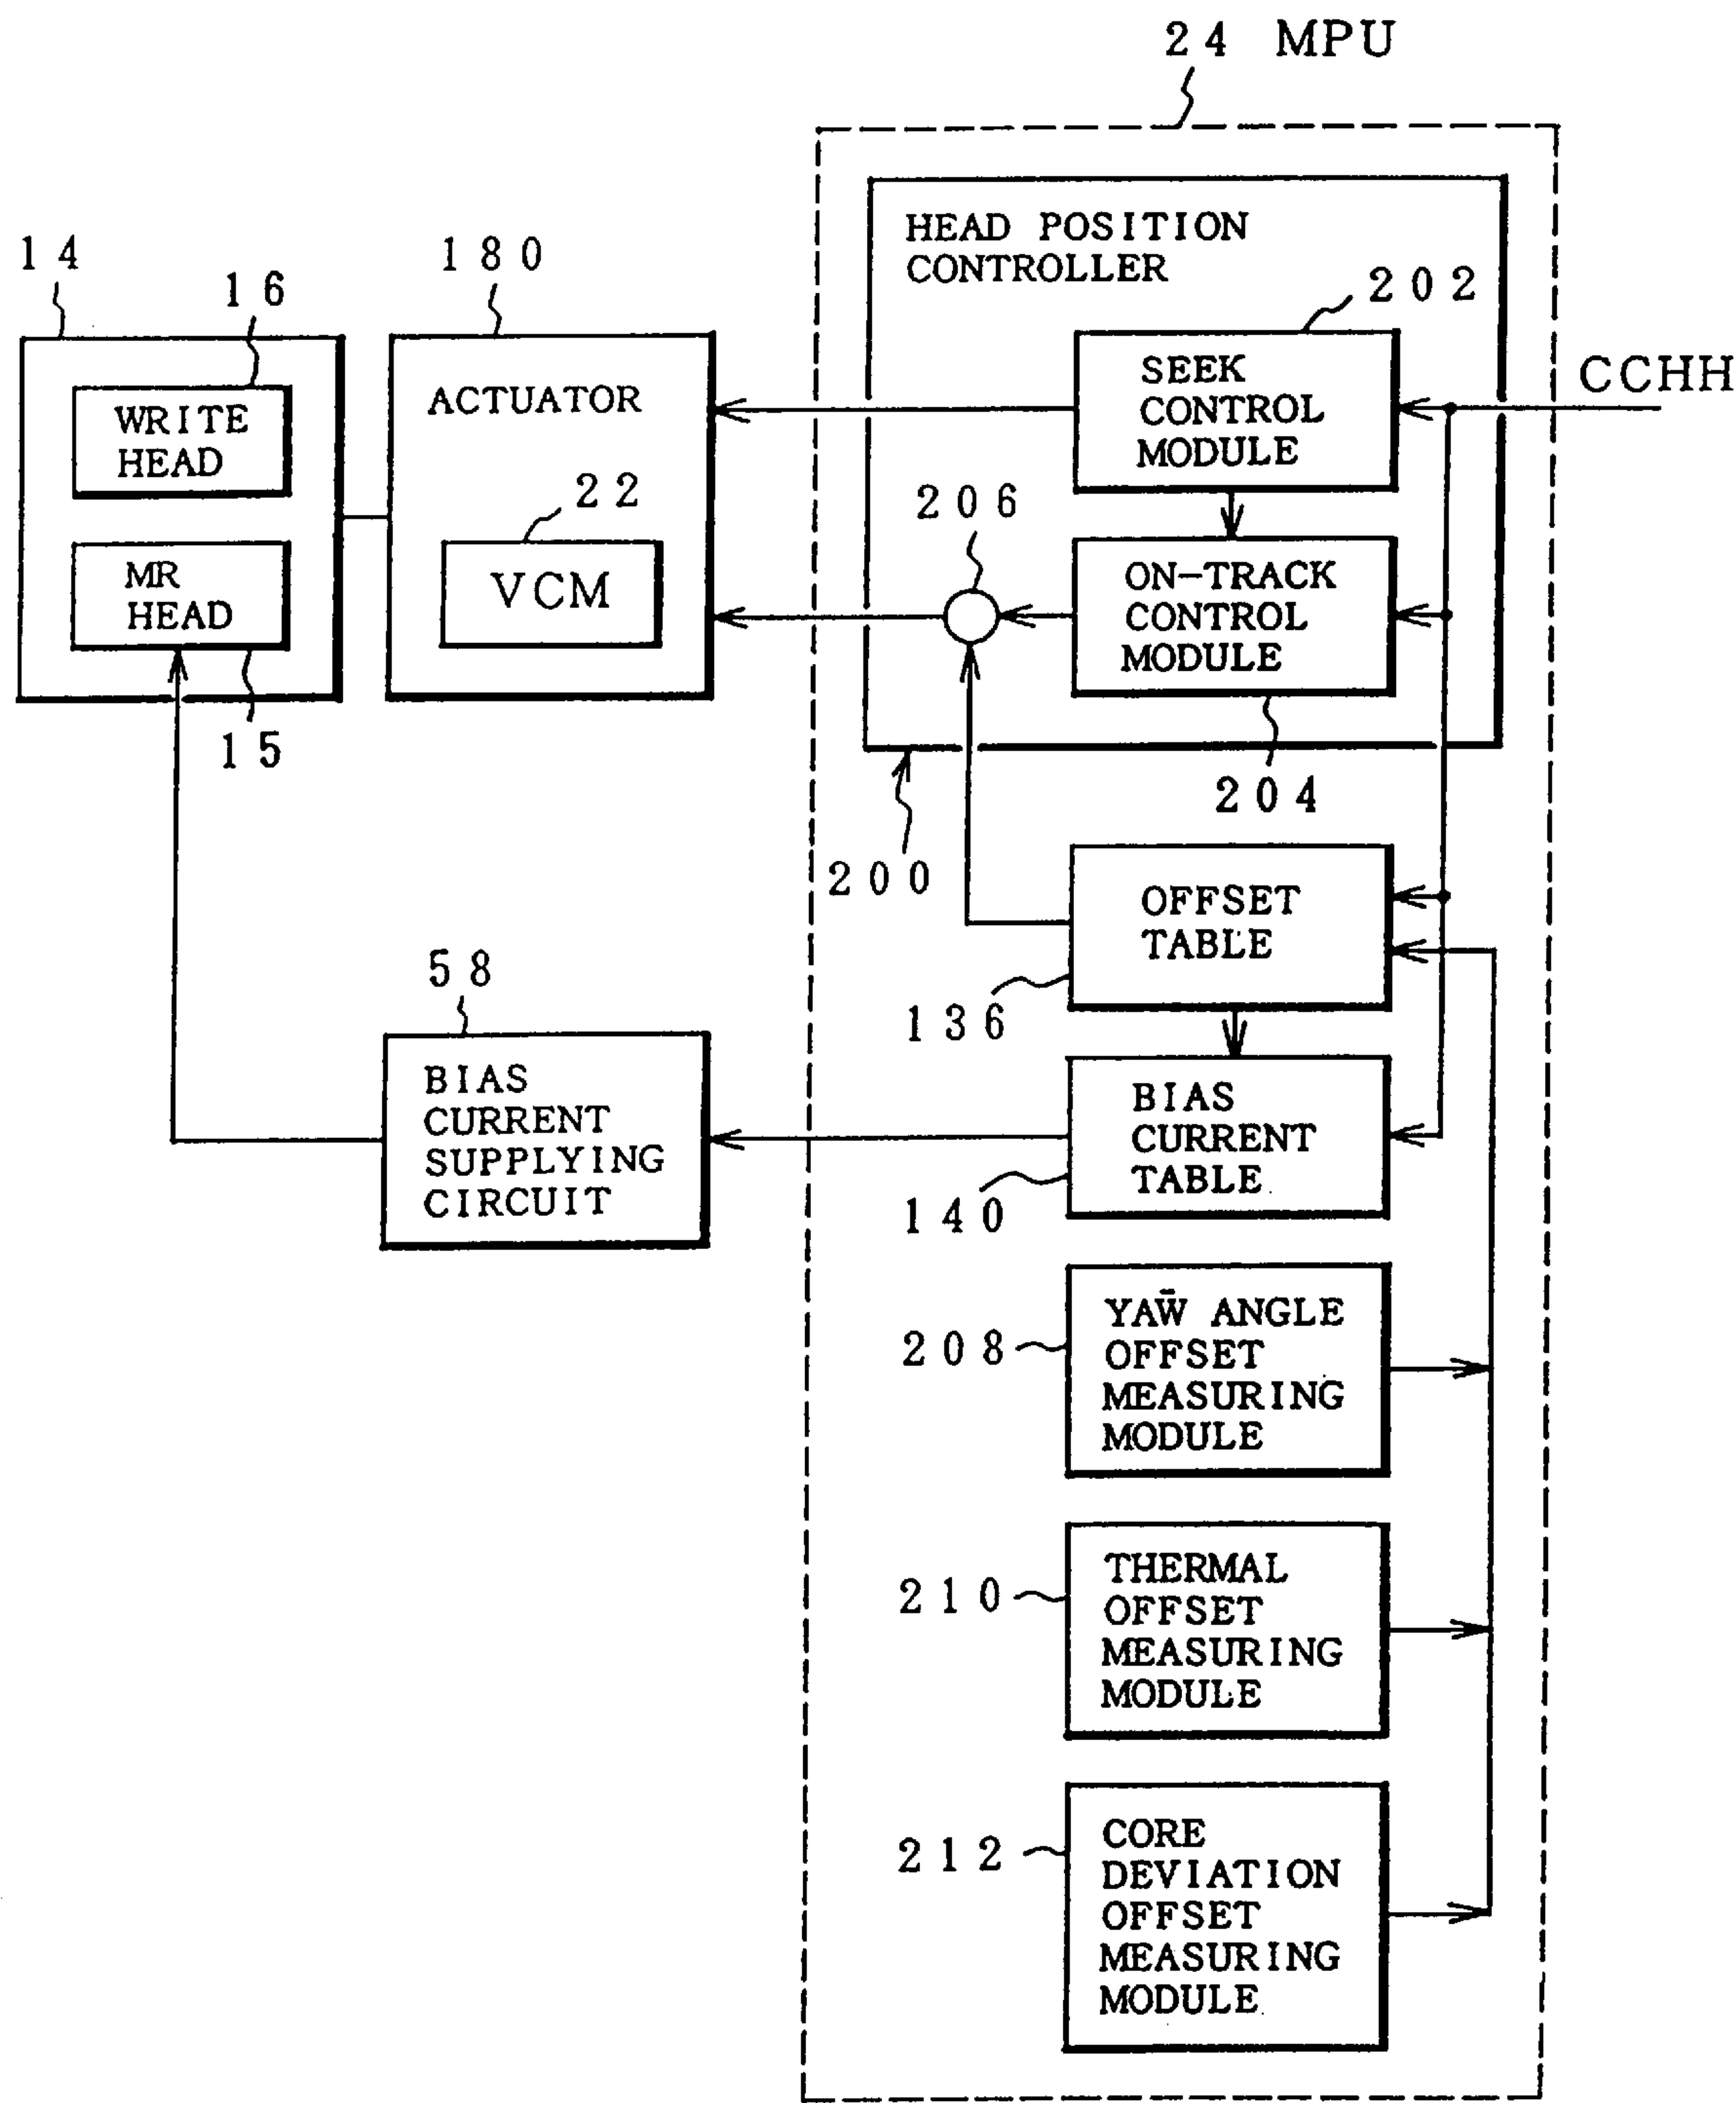 24 MPU
HEAD POSITION
CONTROLLER
14
16
180
202
WRITE
HEAD
ACTUATOR
SEEK
CONTROL
MODULE
CCHH
22
206
MR
HEAD
VCM
ON-TRACK
CONTROL
MODULE
15
204
200
OFFSET
TABLE
58
136
BIAS
CURRENT
SUPPLYING
CIRCUIT
BIAS
CURRENT
TABLE
140
208
YAW ANGLE
OFFSET
MEASURING
MODULE
210
THERMAL
OFFSET
MEASURING
MODULE
212
CORE
DEVIATION
OFFSET
MEASURING
MODULE